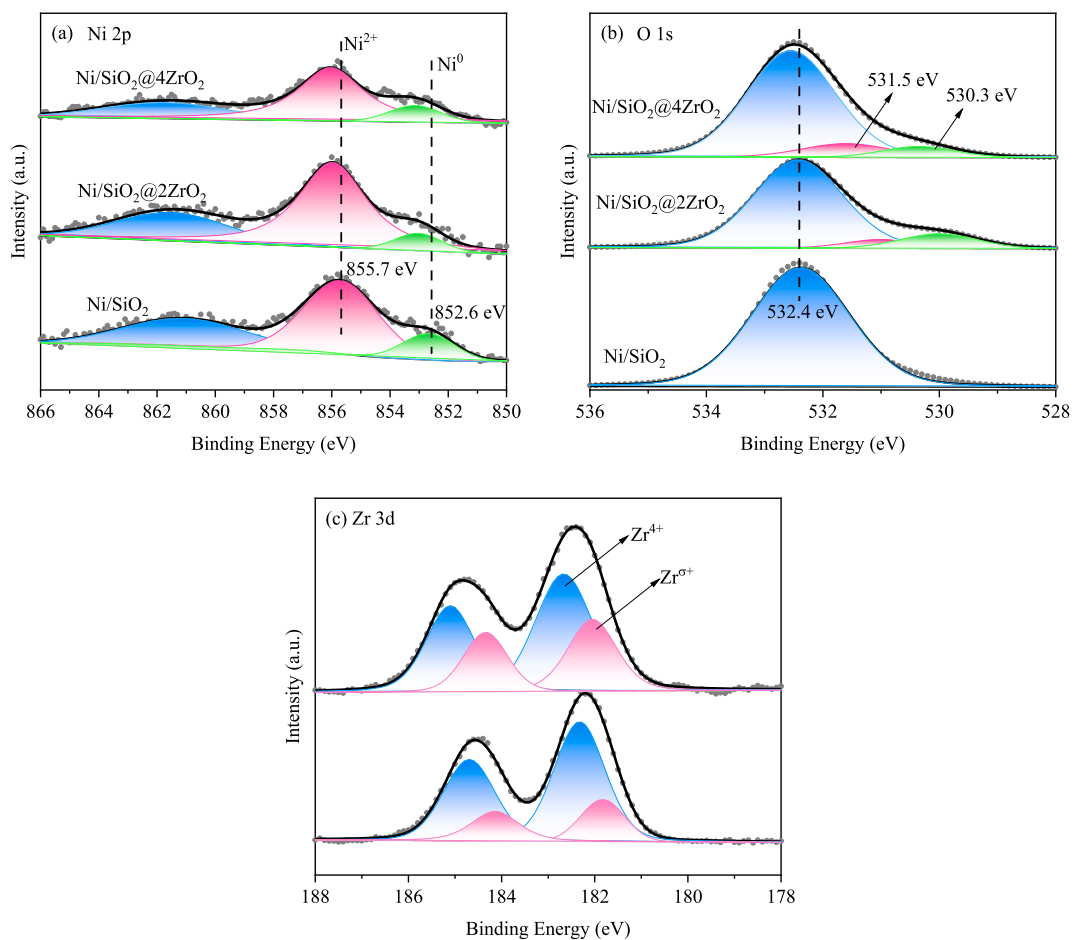 (a) Ni 2p
Ni²⁺
Ni⁰
Ni/SiO₂@4ZrO₂
Ni/SiO₂@2ZrO₂
855.7 eV
852.6 eV
Ni/SiO₂
Intensity (a.u.)
866 864 862 860 858 856 854 852 850
Binding Energy (eV)
(b) O 1s
531.5 eV
530.3 eV
Ni/SiO₂@4ZrO₂
Ni/SiO₂@2ZrO₂
532.4 eV
Ni/SiO₂
Intensity (a.u.)
536 534 532 530 528
Binding Energy (eV)
(c) Zr 3d
Zr⁴⁺
Zrσ⁺
Intensity (a.u.)
188 186 184 182 180 178
Binding Energy (eV)